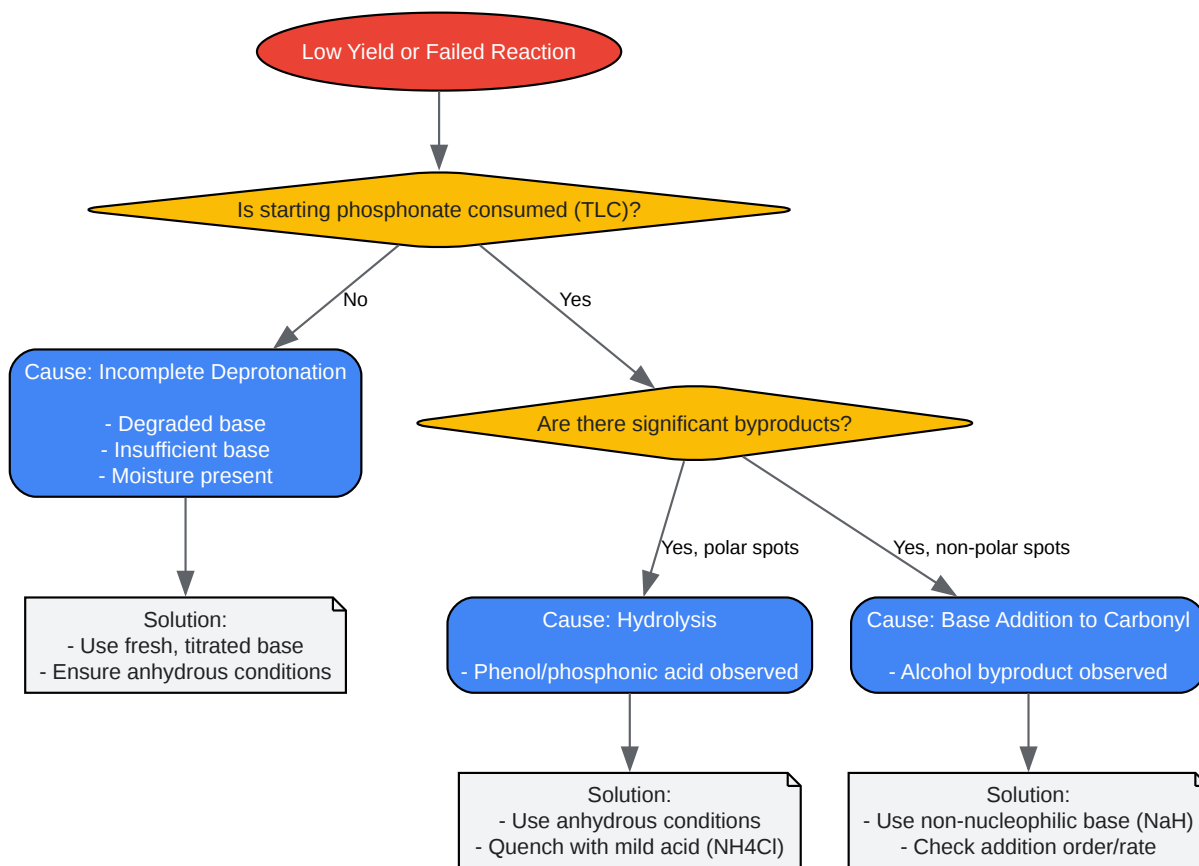 Low Yield or Failed Reaction
Is starting phosphonate consumed (TLC)?
No
Yes
Cause: Incomplete Deprotonation
- Degraded base
- Insufficient base
- Moisture present
Are there significant byproducts?
Yes, polar spots
Yes, non-polar spots
Solution:
- Use fresh, titrated base
- Ensure anhydrous conditions
Cause: Hydrolysis
- Phenol/phosphonic acid observed
Cause: Base Addition to Carbonyl
- Alcohol byproduct observed
Solution:
- Use anhydrous conditions
- Quench with mild acid (NH4Cl)
Solution:
- Use non-nucleophilic base (NaH)
- Check addition order/rate